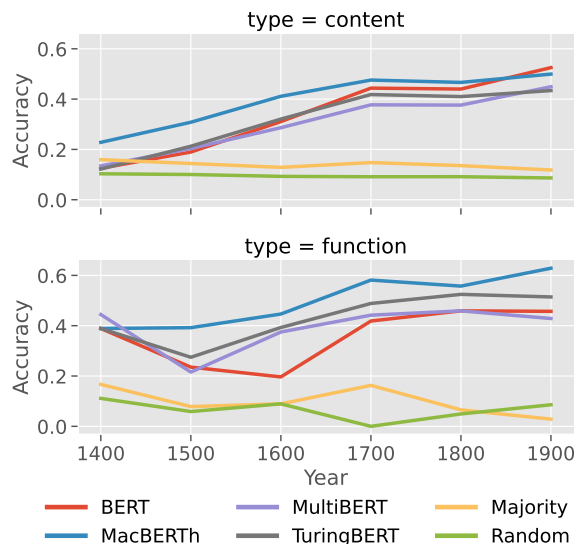 type = content
0.6
0.4
0.2
0.0
Accuracy
type = function
0.6
0.4
0.2
0.0
Accuracy
1400 1500 1600 1700 1800 1900
Year
BERT MultiBERT Majority
MacBERTh TuringBERT Random